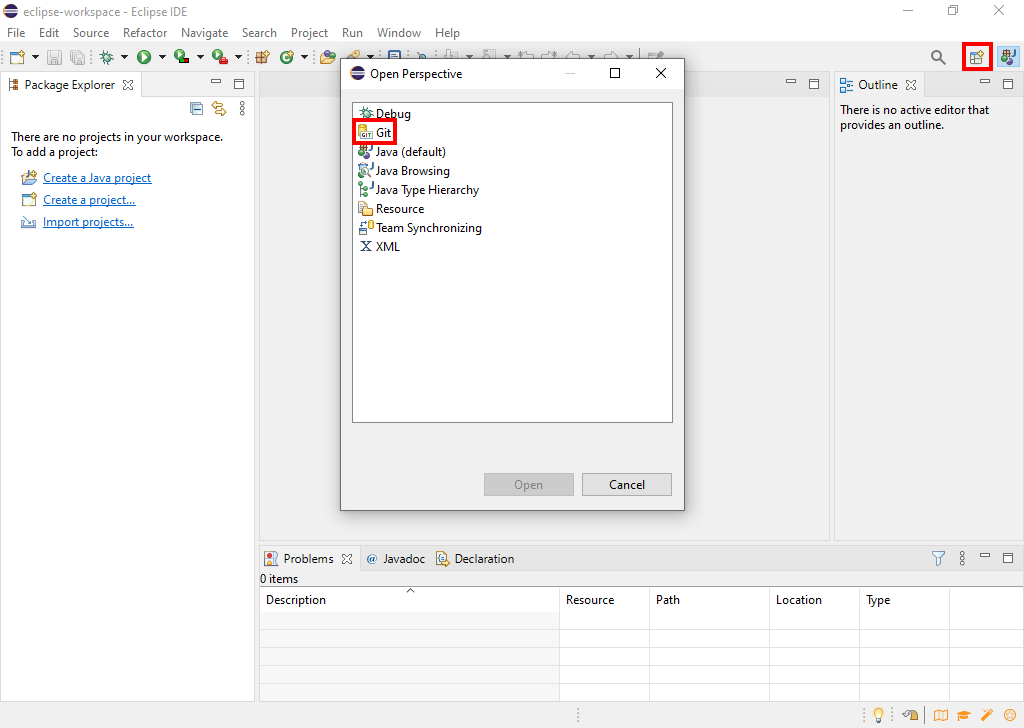 eclipse-workspace - Eclipse IDE
File Edit Source Refactor Navigate Search Project Run Window Help
Package Explorer
There are no projects in your workspace.
To add a project:
Create a Java project
Create a project...
Import projects...
Open Perspective
Debug
GIT Git
Java (default)
Java Browsing
Java Type Hierarchy
Resource
Team Synchronizing
XML
Open Cancel
Outline
There is no active editor that
provides an outline.
Problems @ Javadoc Declaration
0 items
Description Resource Path Location Type